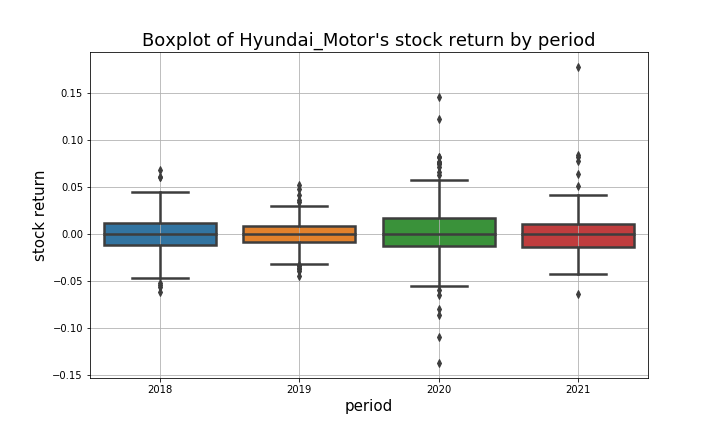 Boxplot of Hyundai_Motor's stock return by period
stock return
0.15
0.10
0.05
0.00
−0.05
−0.10
−0.15
2018 2019 2020 2021
period